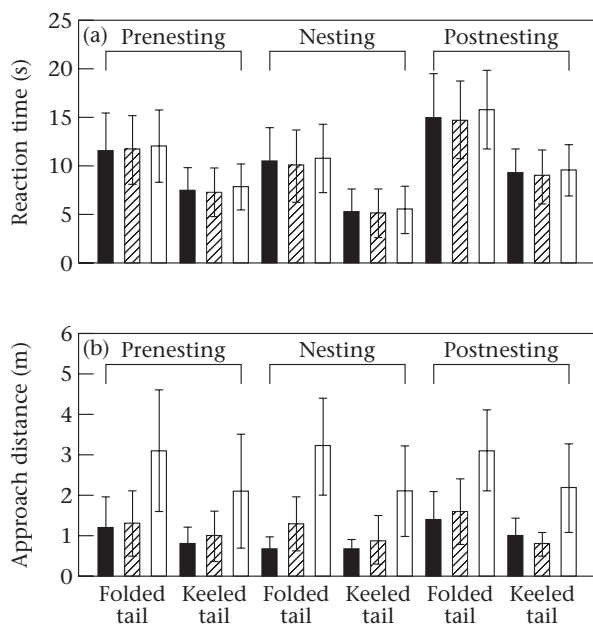 (a)
Prenesting
Nesting
Postnesting
Reaction time (s)
25
20
15
10
5
0
(b)
Prenesting
Nesting
Postnesting
Approach distance (m)
6
5
4
3
2
1
0
Folded tail
Keeled tail
Folded tail
Keeled tail
Folded tail
Keeled tail